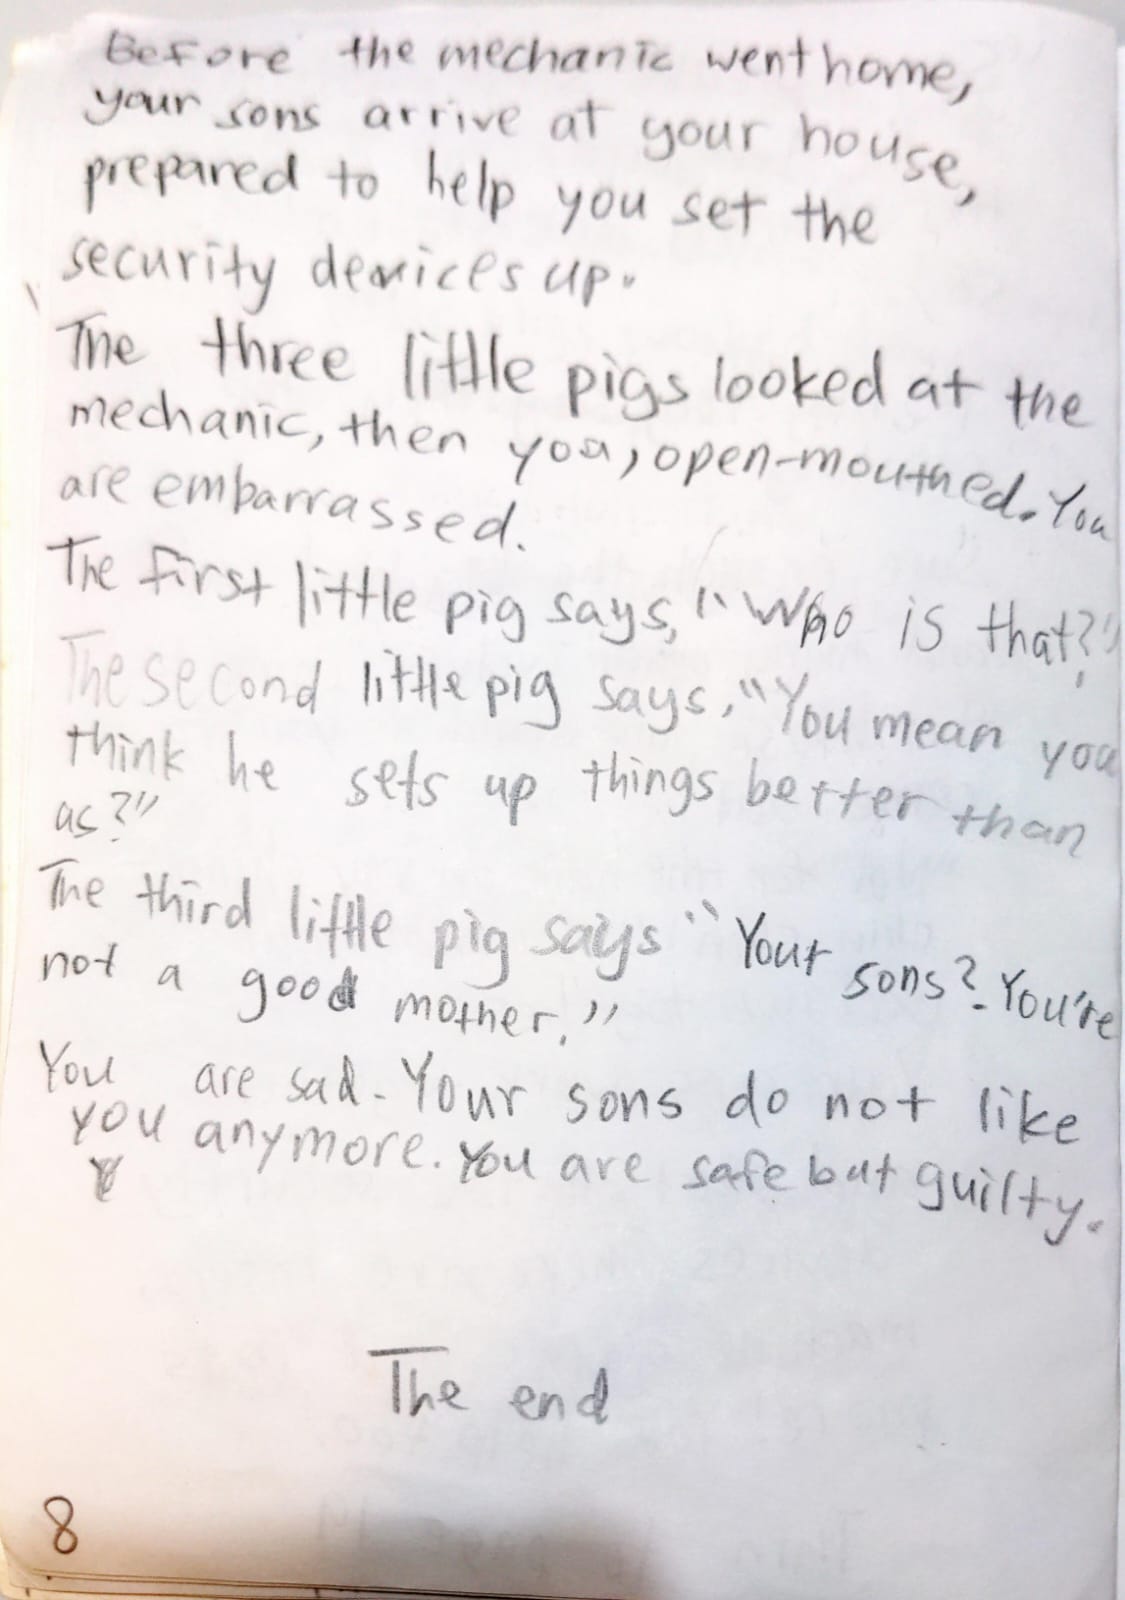 Before the mechanic went home,
your sons arrive at your house,
prepared to help you set the
security devices up.
The three little pigs looked at the
mechanic, then you, open-mouthed. You
are embarrassed.
The first little pig says, "Who is that?"
The second little pig says, "You mean you
think he sets up things better than
us?"
The third little pig says "Your sons? You're
not a good mother."
You are sad. Your sons do not like
you anymore. You are safe but guilty.
The end
8